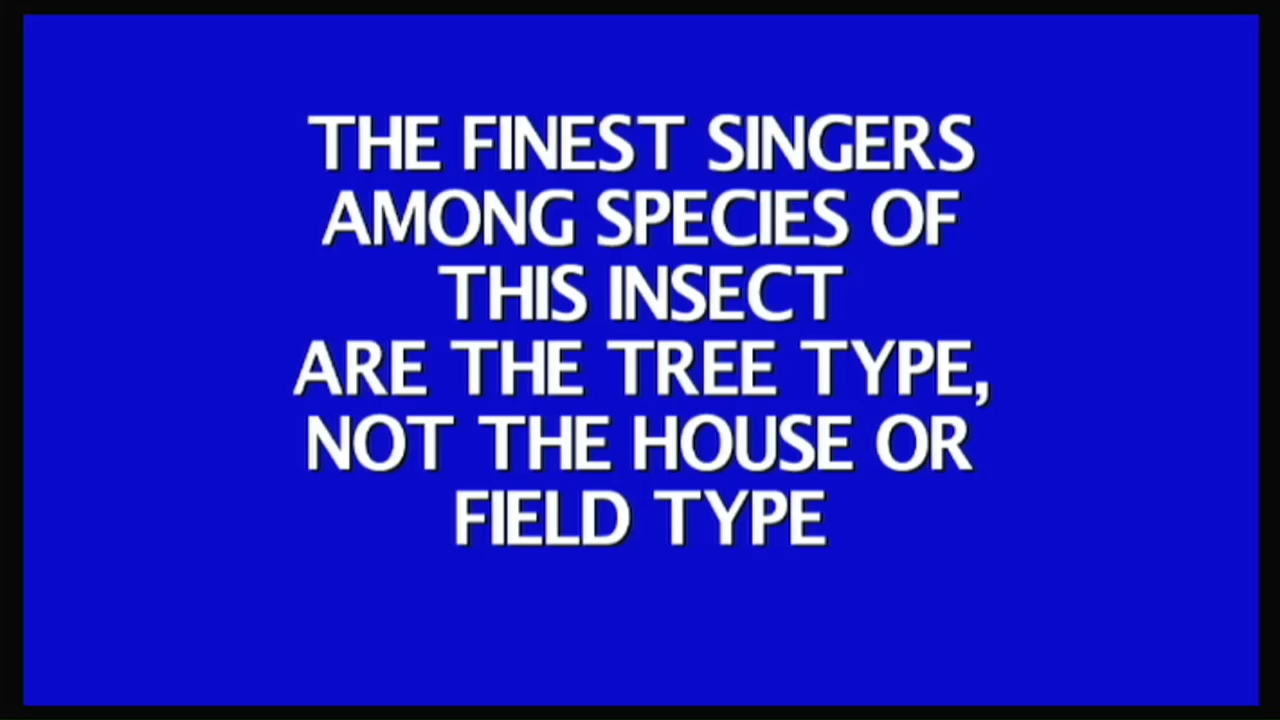 THE FINEST SINGERS
AMONG SPECIES OF
THIS INSECT
ARE THE TREE TYPE,
NOT THE HOUSE OR
FIELD TYPE